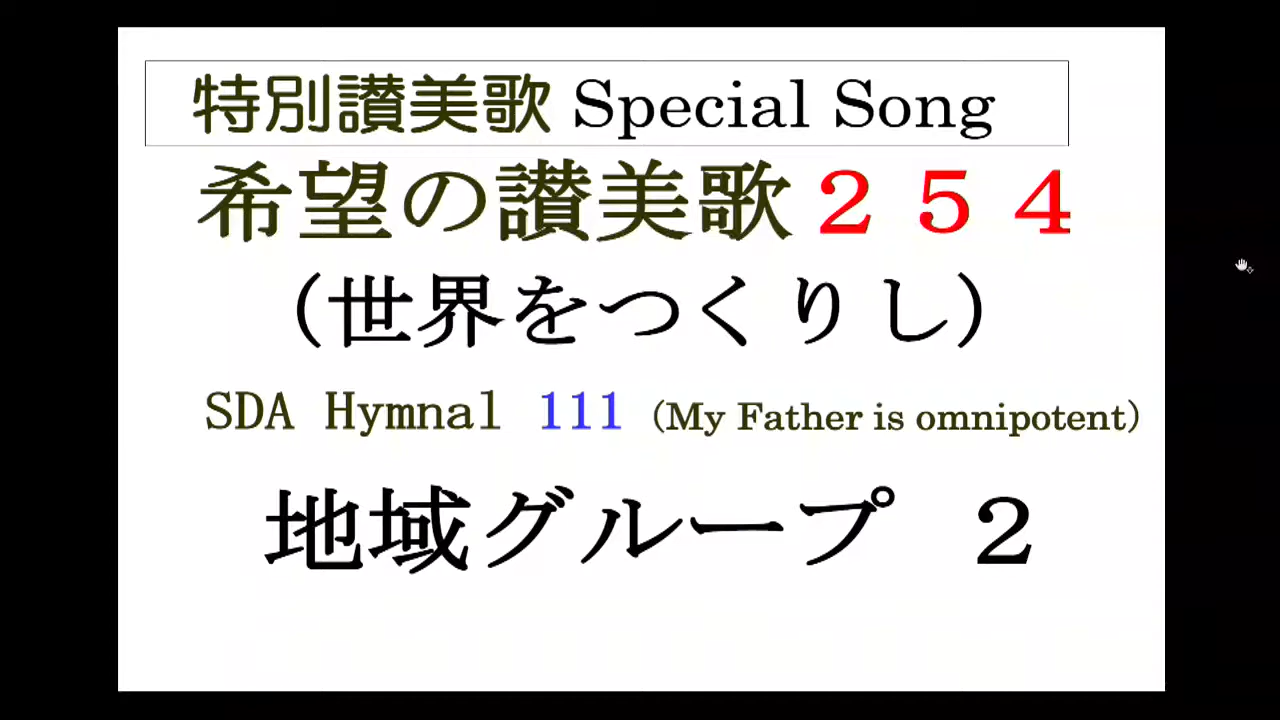 特別讃美歌 Special Song
希望の讃美歌２５４
（世界をつくりし）
SDA Hymnal 111（My Father is omnipotent）
地域グループ　２